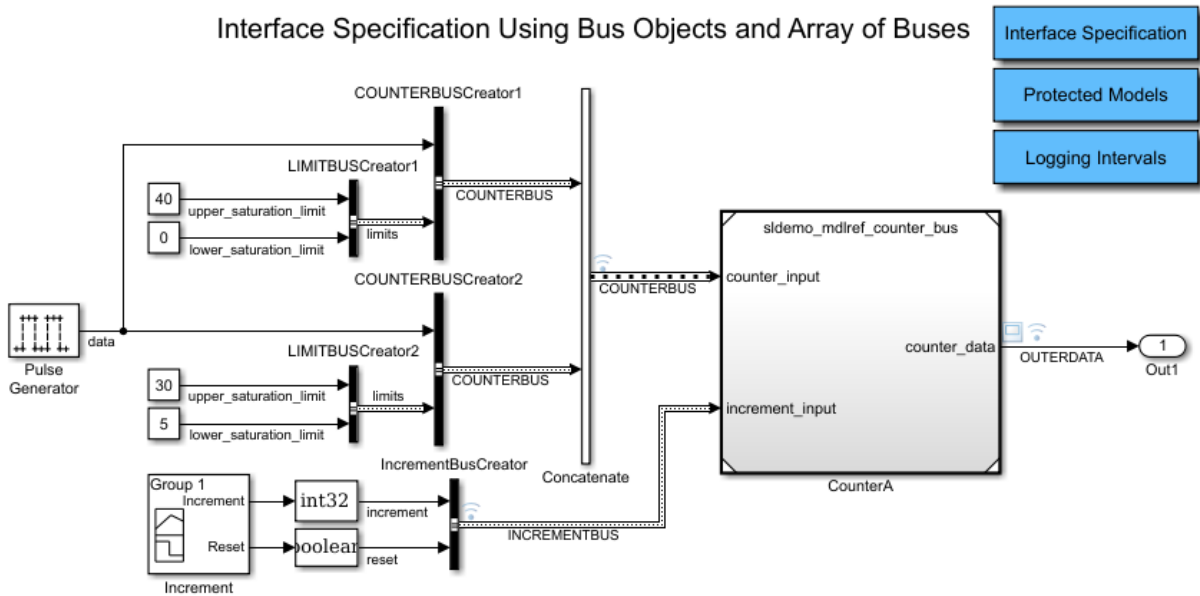 Interface Specification Using Bus Objects and Array of Buses
Interface Specification
Protected Models
Logging Intervals
COUNTERBUSCreator1
LIMITBUSCreator1
40
upper_saturation_limit
0
lower_saturation_limit
limits
COUNTERBUS
COUNTERBUSCreator2
data
Pulse
Generator
LIMITBUSCreator2
30
upper_saturation_limit
5
lower_saturation_limit
limits
COUNTERBUS
COUNTERBUS
Concatenate
sldemo_mdlref_counter_bus
counter_input
counter_data
increment_input
CounterA
OUTERDATA
1
Out1
IncrementBusCreator
Group 1
Increment
Reset
Increment
int32
increment
boolean
reset
INCREMENTBUS